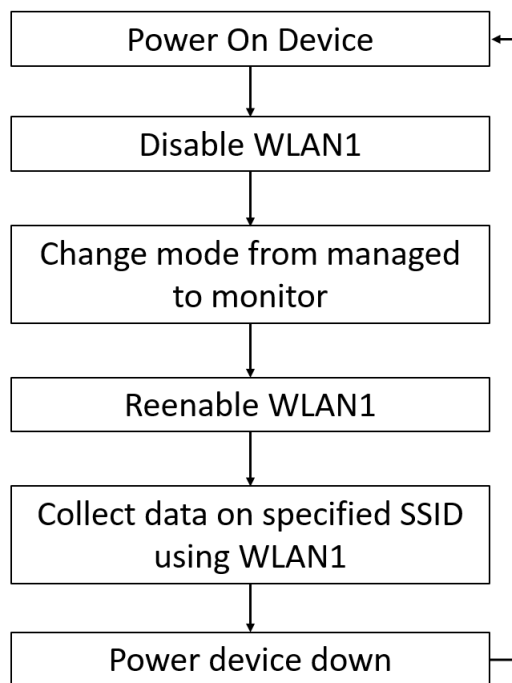 Power On Device
Disable WLAN1
Change mode from managed
to monitor
Reenable WLAN1
Collect data on specified SSID
using WLAN1
Power device down